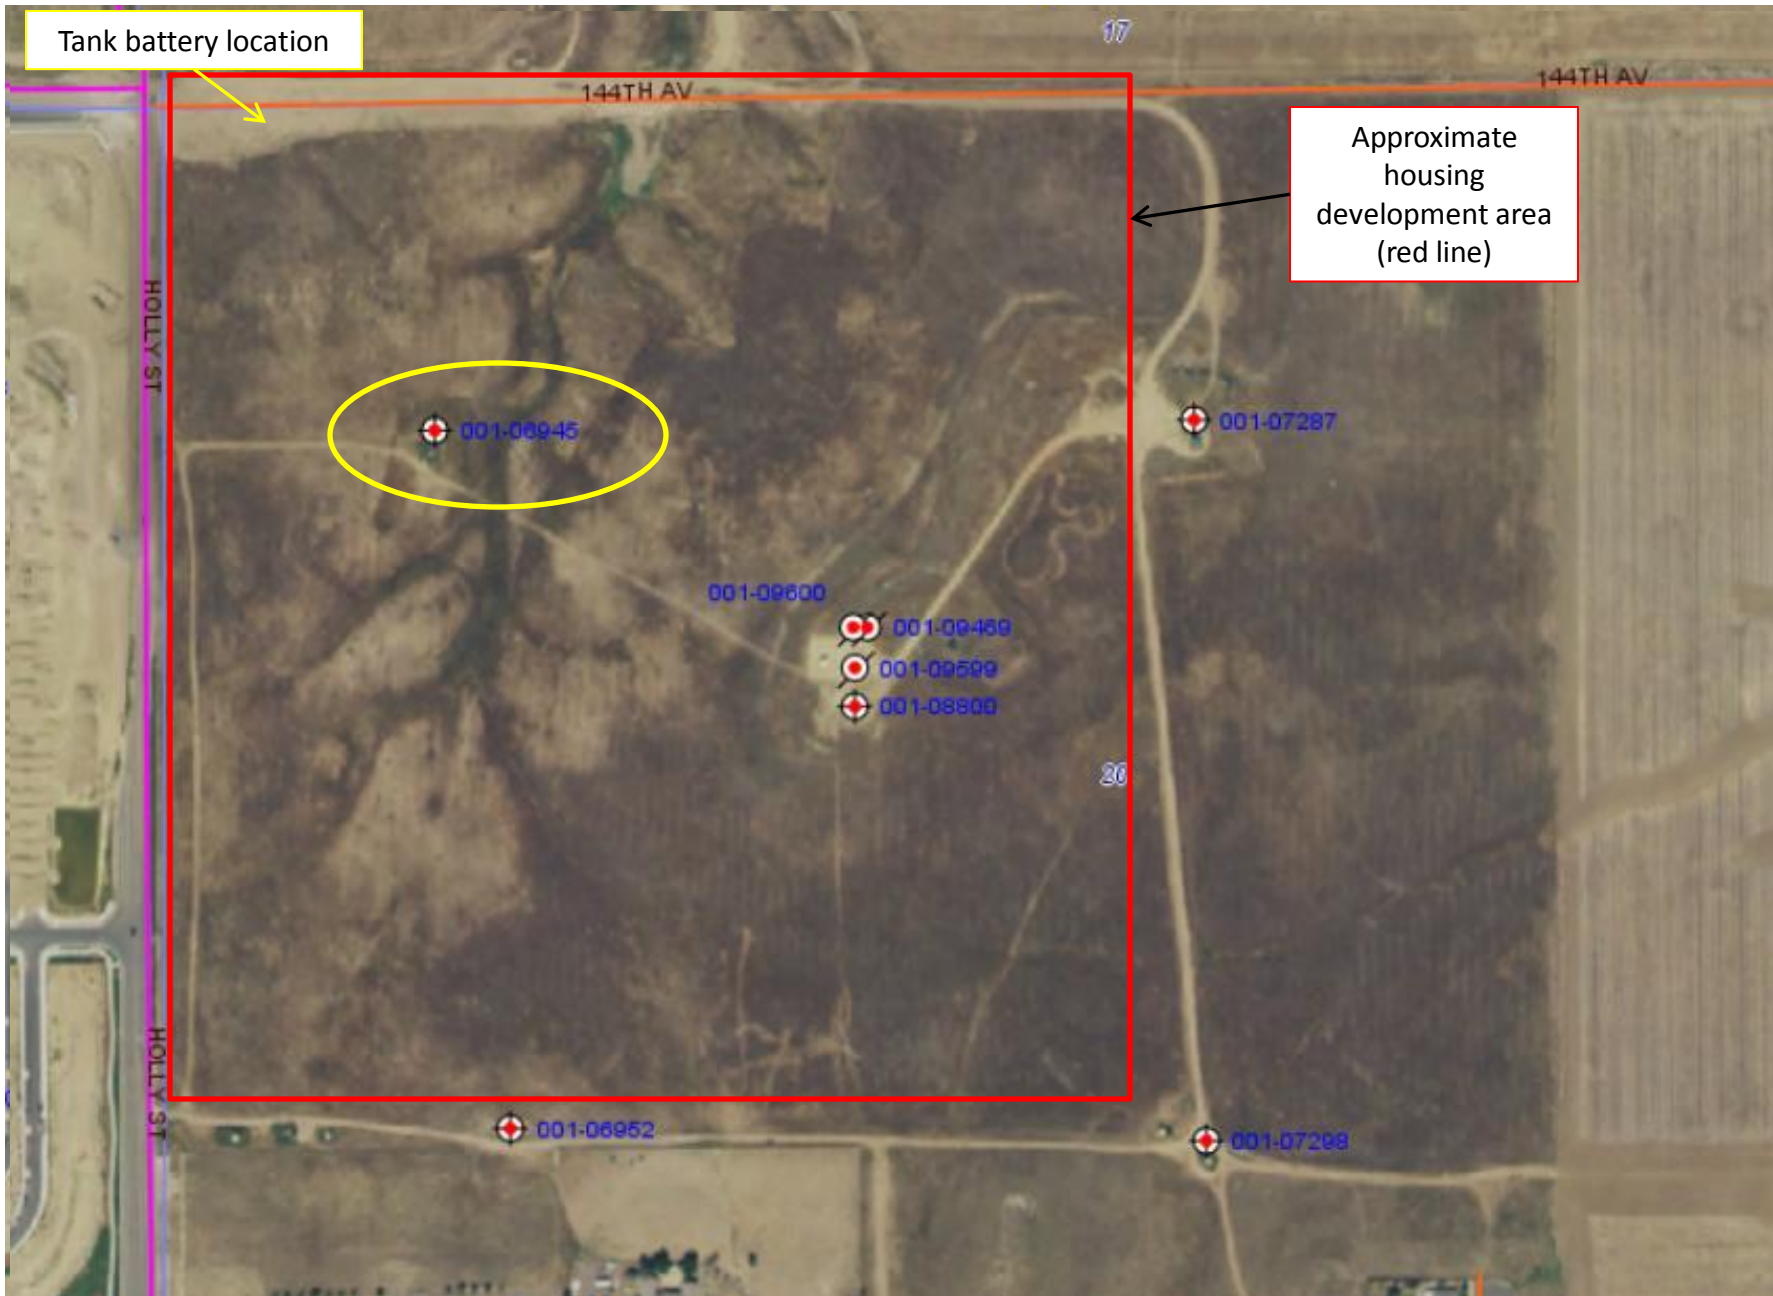 Tank battery location
17
144TH AV
144TH AV
Approximate
housing
development area
(red line)
HOLLY ST
001-06945
001-07287
001-09600
001-09469
001-09599
001-08800
20
HOLLY ST
001-06952
001-07298